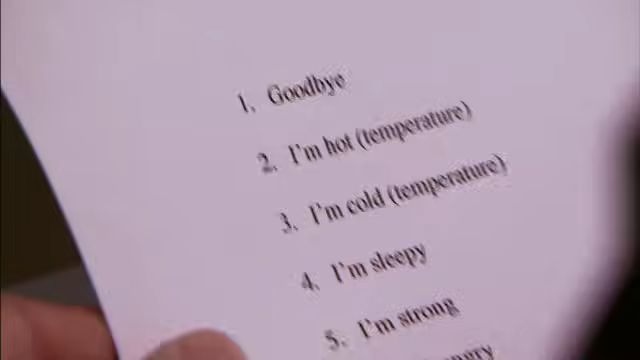 1. Goodbye
2. I'm hot (temperature)
3. I'm cold (temperature)
4. I'm sleepy
5. I'm strong